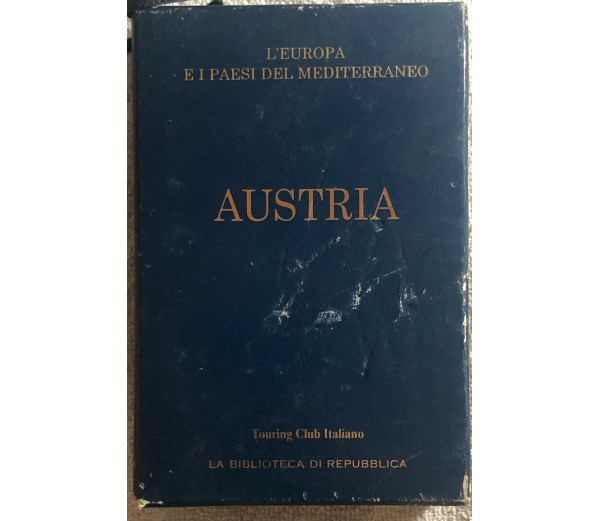 L'EUROPA
E I PAESI DEL MEDITERRANEO
AUSTRIA
Touring Club Italiano
LA BIBLIOTECA DI REPUBBLICA